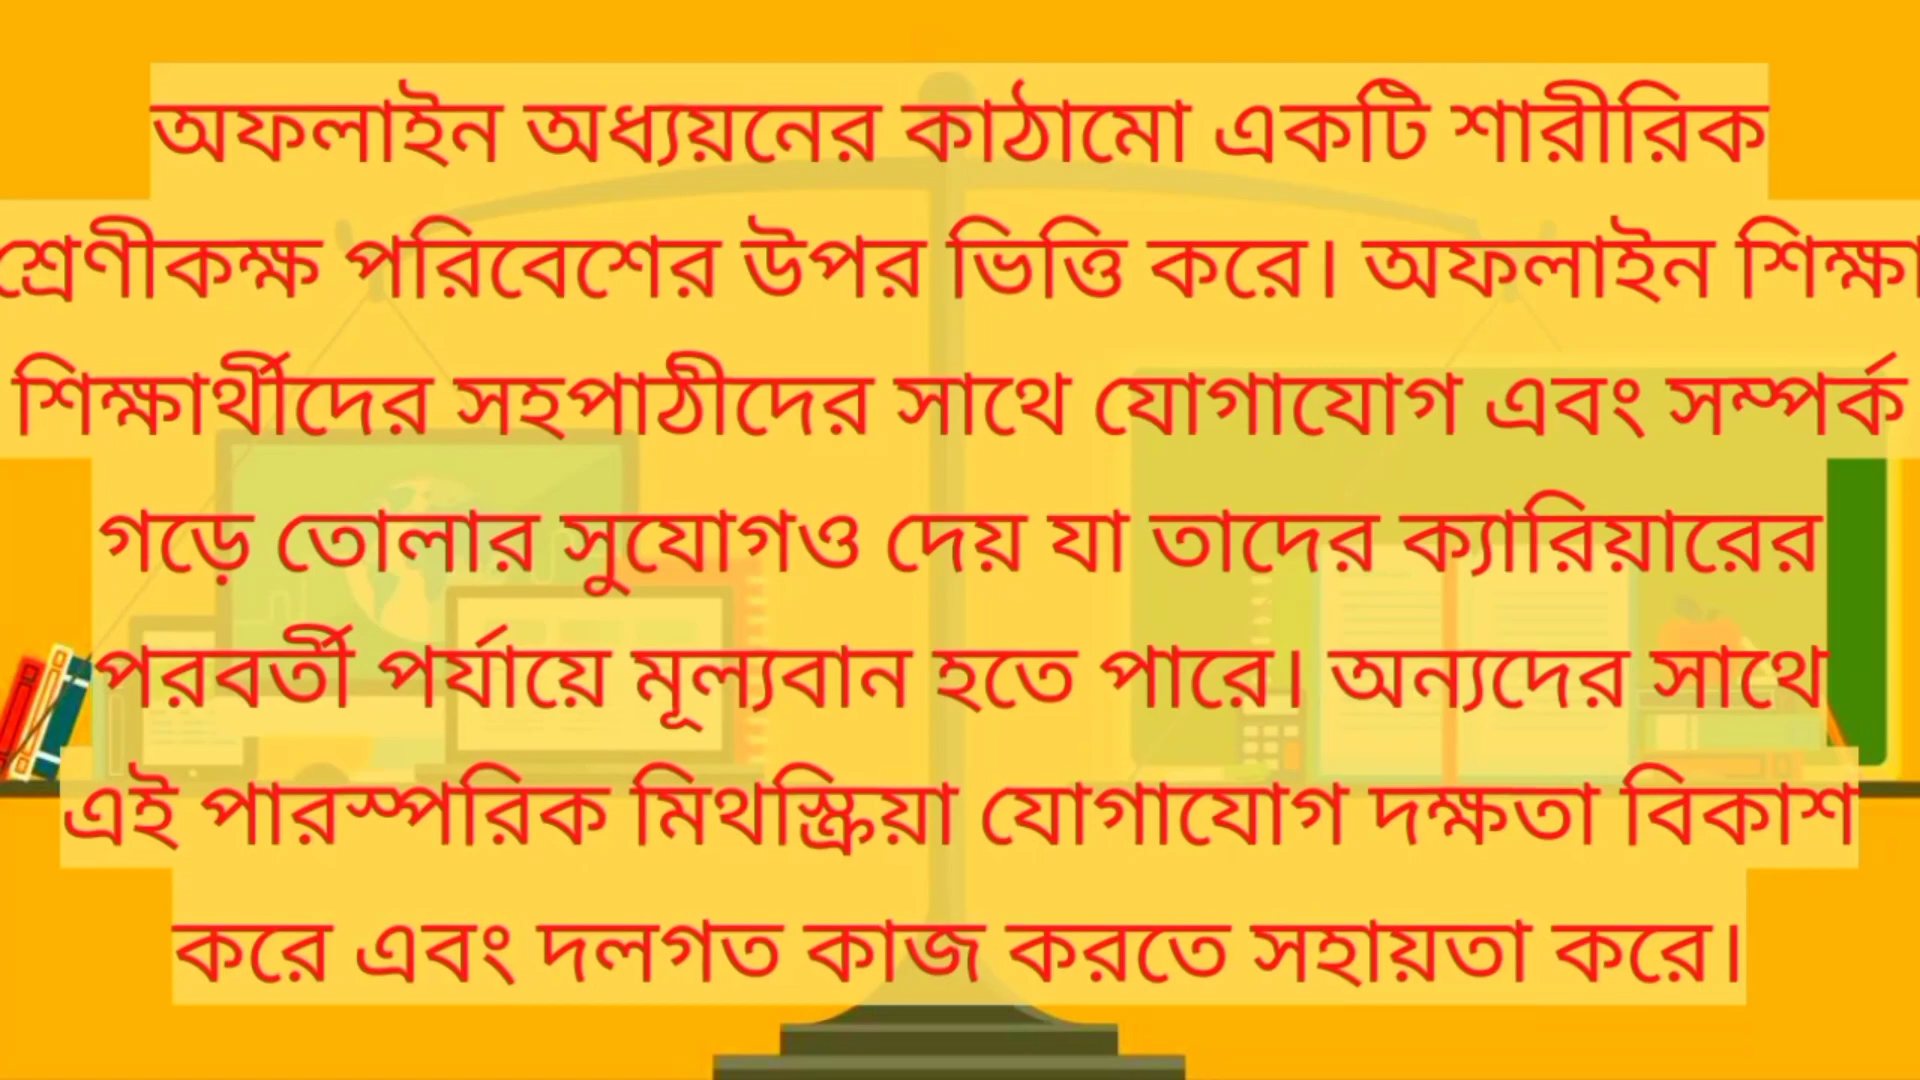 অফলাইন অধ্যয়নের কাঠামো একটি শারীরিক
শ্রেণীকক্ষ পরিবেশের উপর ভিত্তি করে। অফলাইন শিক্ষা
শিক্ষার্থীদের সহপাঠীদের সাথে যোগাযোগ এবং সম্পর্ক
গড়ে তোলার সুযোগও দেয় যা তাদের ক্যারিয়ারের
পরবর্তী পর্যায়ে মূল্যবান হতে পারে। অন্যদের সাথে
এই পারস্পরিক মিথস্ক্রিয়া যোগাযোগ দক্ষতা বিকাশ
করে এবং দলগত কাজ করতে সহায়তা করে।